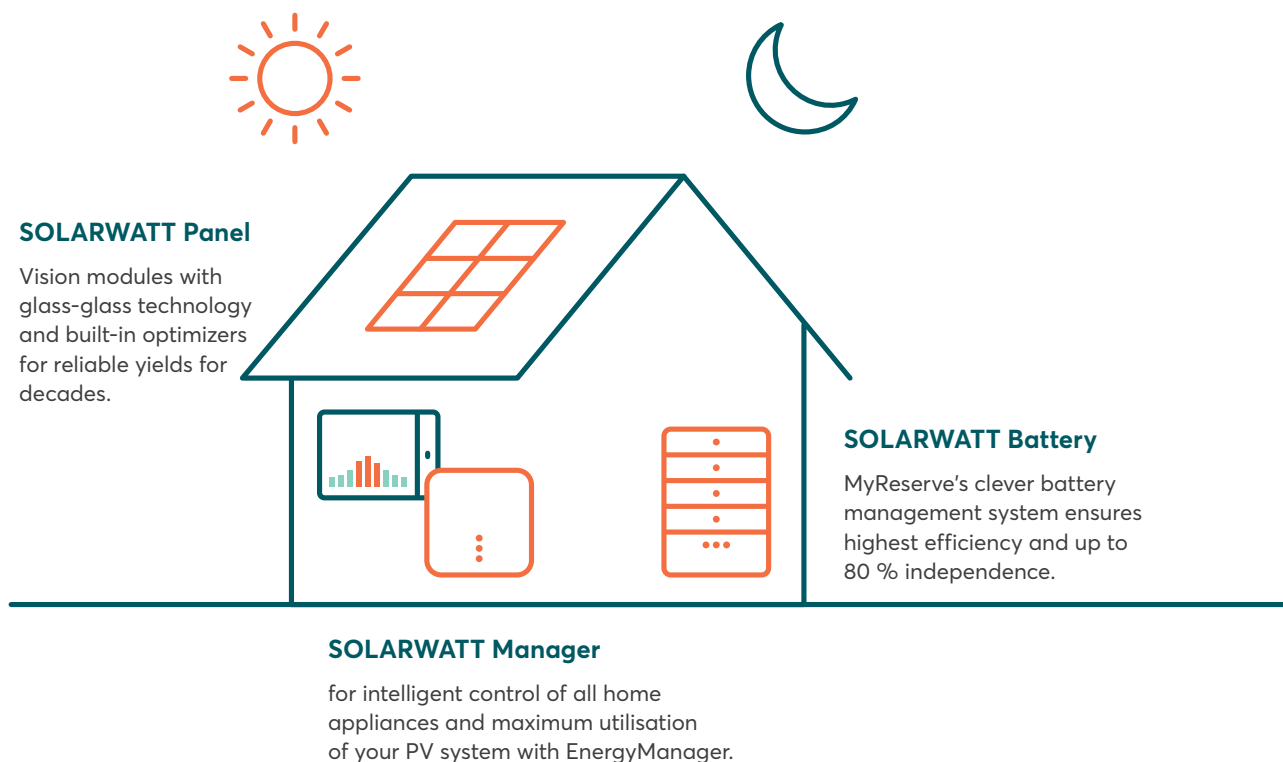 SOLARWATT Panel
Vision modules with
glass-glass technology
and built-in optimizers
for reliable yields for
decades.
SOLARWATT Battery
MyReserve's clever battery
management system ensures
highest efficiency and up to
80 % independence.
SOLARWATT Manager
for intelligent control of all home
appliances and maximum utilisation
of your PV system with EnergyManager.